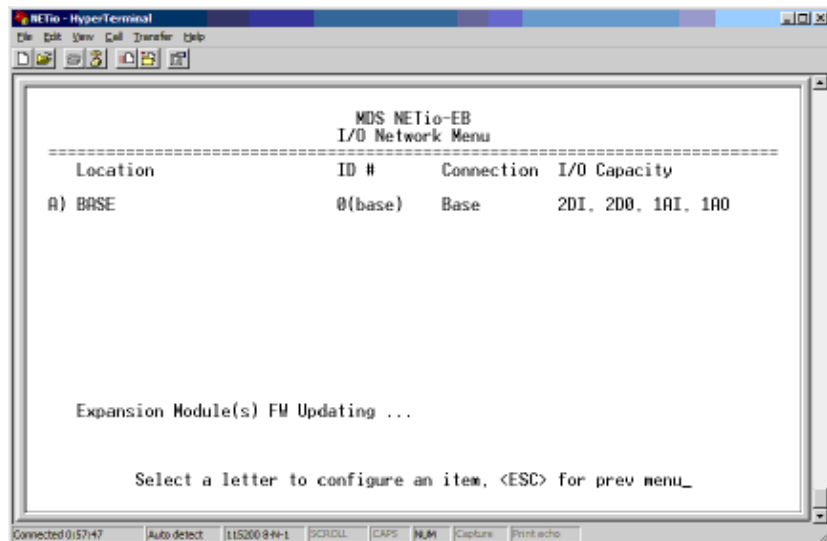 NETio - HyperTerminal
File Edit View Call Transfer Help
MDS NETio-EB
I/O Network Menu
================================================================================
Location ID # Connection I/O Capacity
A) BASE 0(base) Base 2DI, 2DO, 1AI, 1AO
Expansion Module(s) FW Updating ...
Select a letter to configure an item, <ESC> for prev menu_
Connected 0:57:47 Auto detect 115200 8-N-1 SCROLL CAPS NUM Capture Print echo